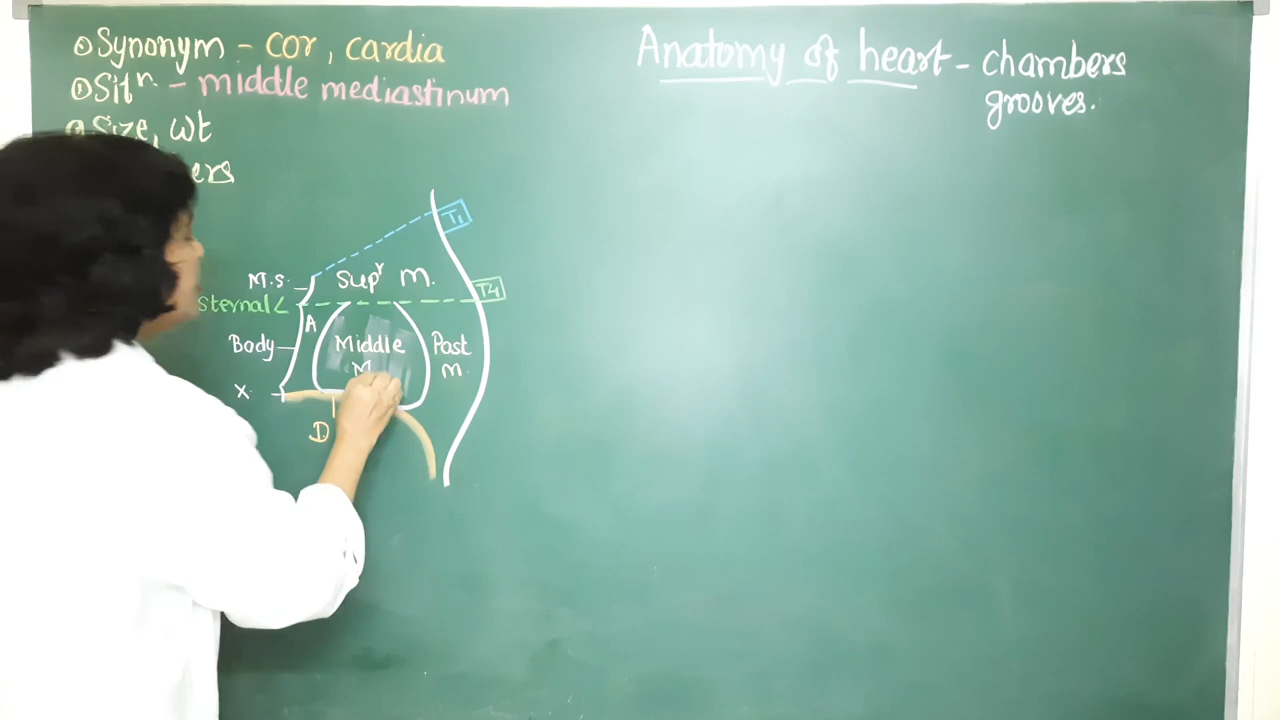 Synonym - cor, cardia
Sitⁿ - middle mediastinum
Size, wt
ers
Anatomy of heart - chambers
grooves.
T1
M.S.
Supʳ m.
Sternal ∠
T4
A
Body
Middle
M
Post
m.
X
D